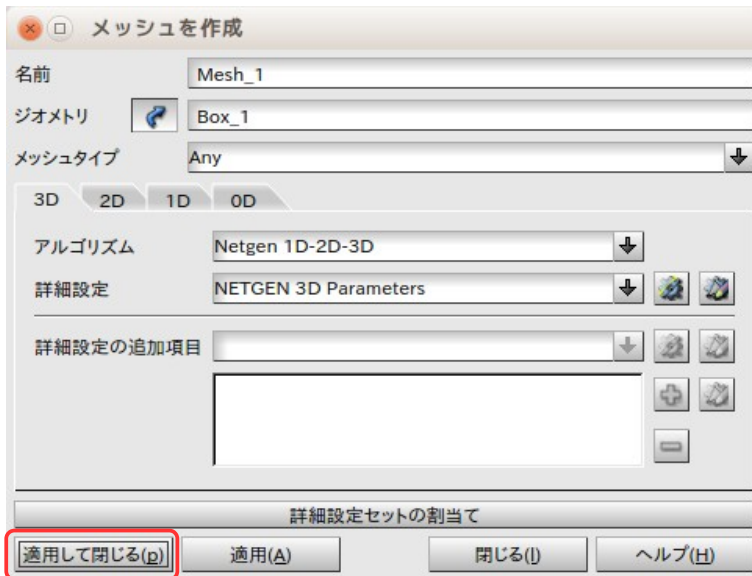 メッシュを作成
名前 Mesh_1
ジオメトリ Box_1
メッシュタイプ Any
3D 2D 1D 0D
アルゴリズム Netgen 1D-2D-3D
詳細設定 NETGEN 3D Parameters
詳細設定の追加項目
詳細設定セットの割当て
適用して閉じる(p) 適用(A) 閉じる(l) ヘルプ(H)